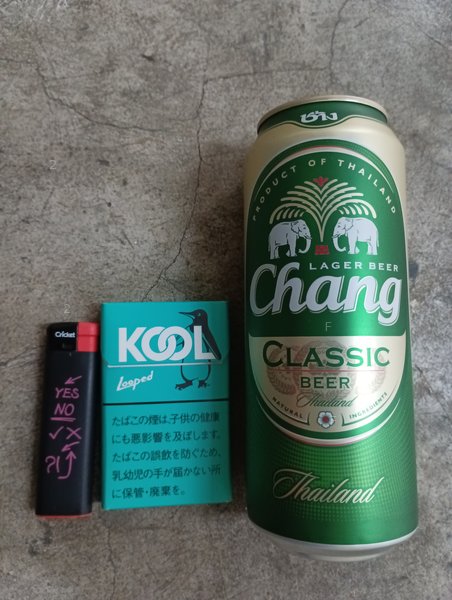 Cricket
YES
NO
✓✕
?!
KOOL
Looped
たばこの煙は、子供の健康
にも悪影響を及ぼします。
たばこの誤飲を防ぐため、
乳幼児の手が届かない所
に保管・廃棄を。
ช้าง
PRODUCT OF THAILAND
LAGER BEER
Chang
F
CLASSIC
BEER
Thailand
NATURAL INGREDIENTS
Thailand